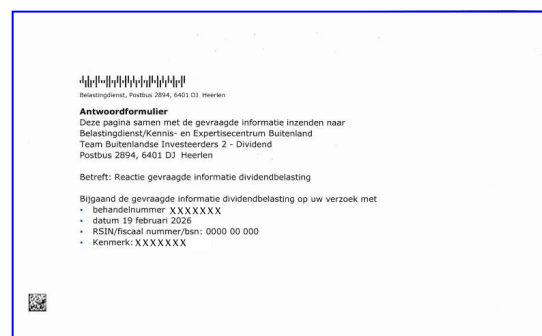 Belastingdienst, Postbus 2894, 6401 DJ Heerlen
Antwoordformulier
Deze pagina samen met de gevraagde informatie inzenden naar
Belastingdienst/Kennis- en Expertisecentrum Buitenland
Team Buitenlandse Investeerders 2 - Dividend
Postbus 2894, 6401 DJ Heerlen
Betreft: Reactie gevraagde informatie dividendbelasting
Bijgaand de gevraagde informatie dividendbelasting op uw verzoek met
• behandelnummer XXXXXXX
• datum 19 februari 2026
• RSIN/fiscaal nummer/bsn: 0000 00 000
• Kenmerk: XXXXXXX